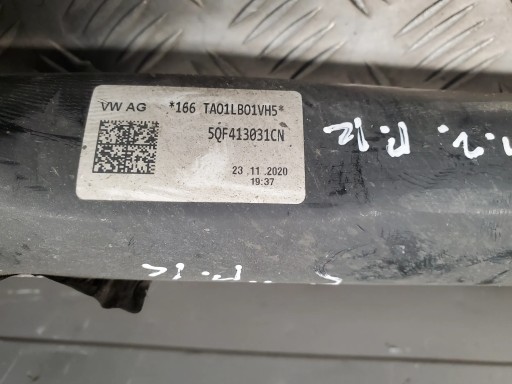 VW AG *166 TA01LB01VH5*
5QF413031CN
23 .11 .2020
19:37